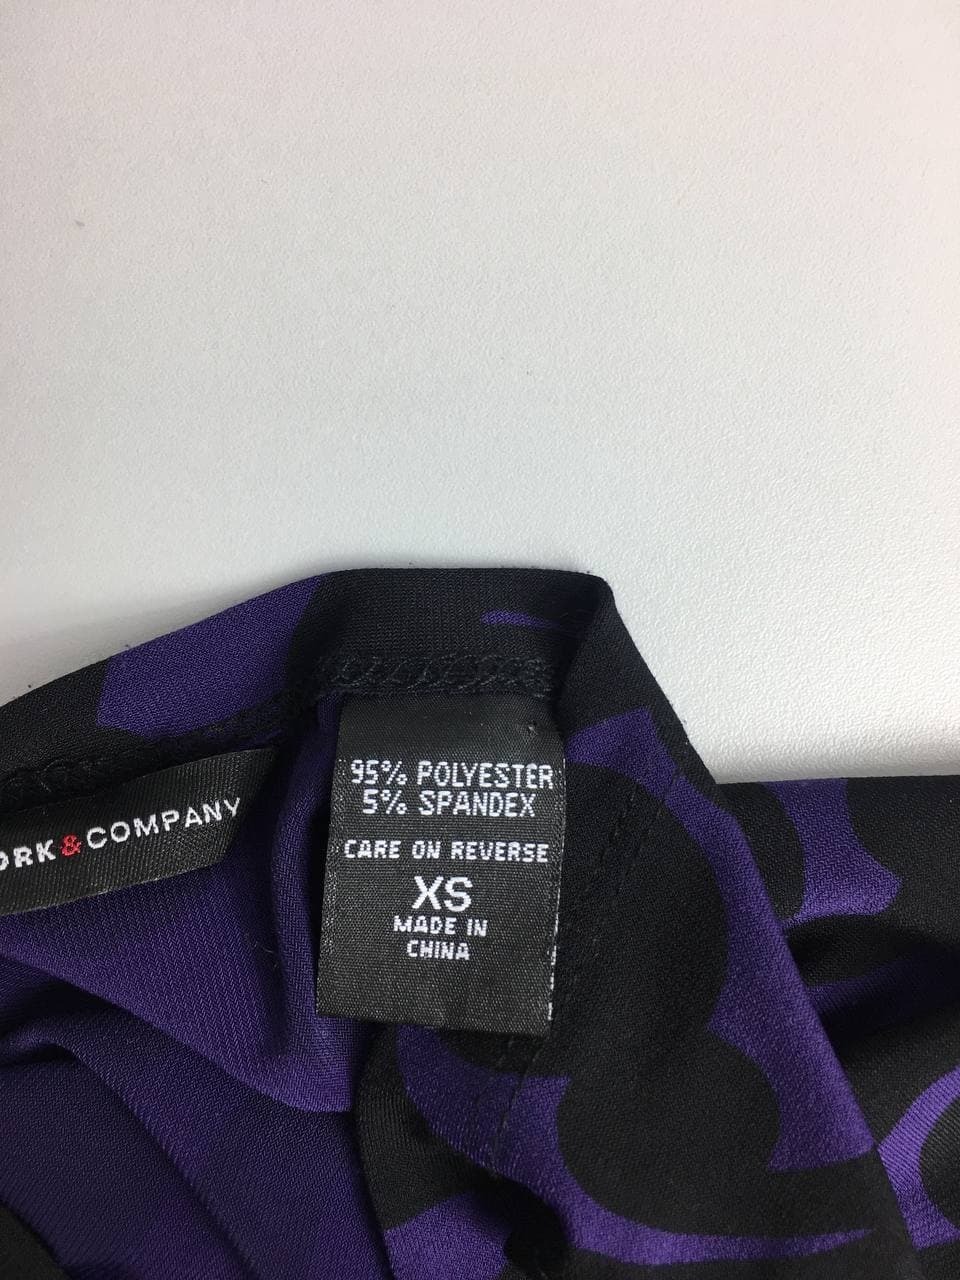 ORK&COMPANY
95% POLYESTER
5% SPANDEX
CARE ON REVERSE
XS
MADE IN
CHINA